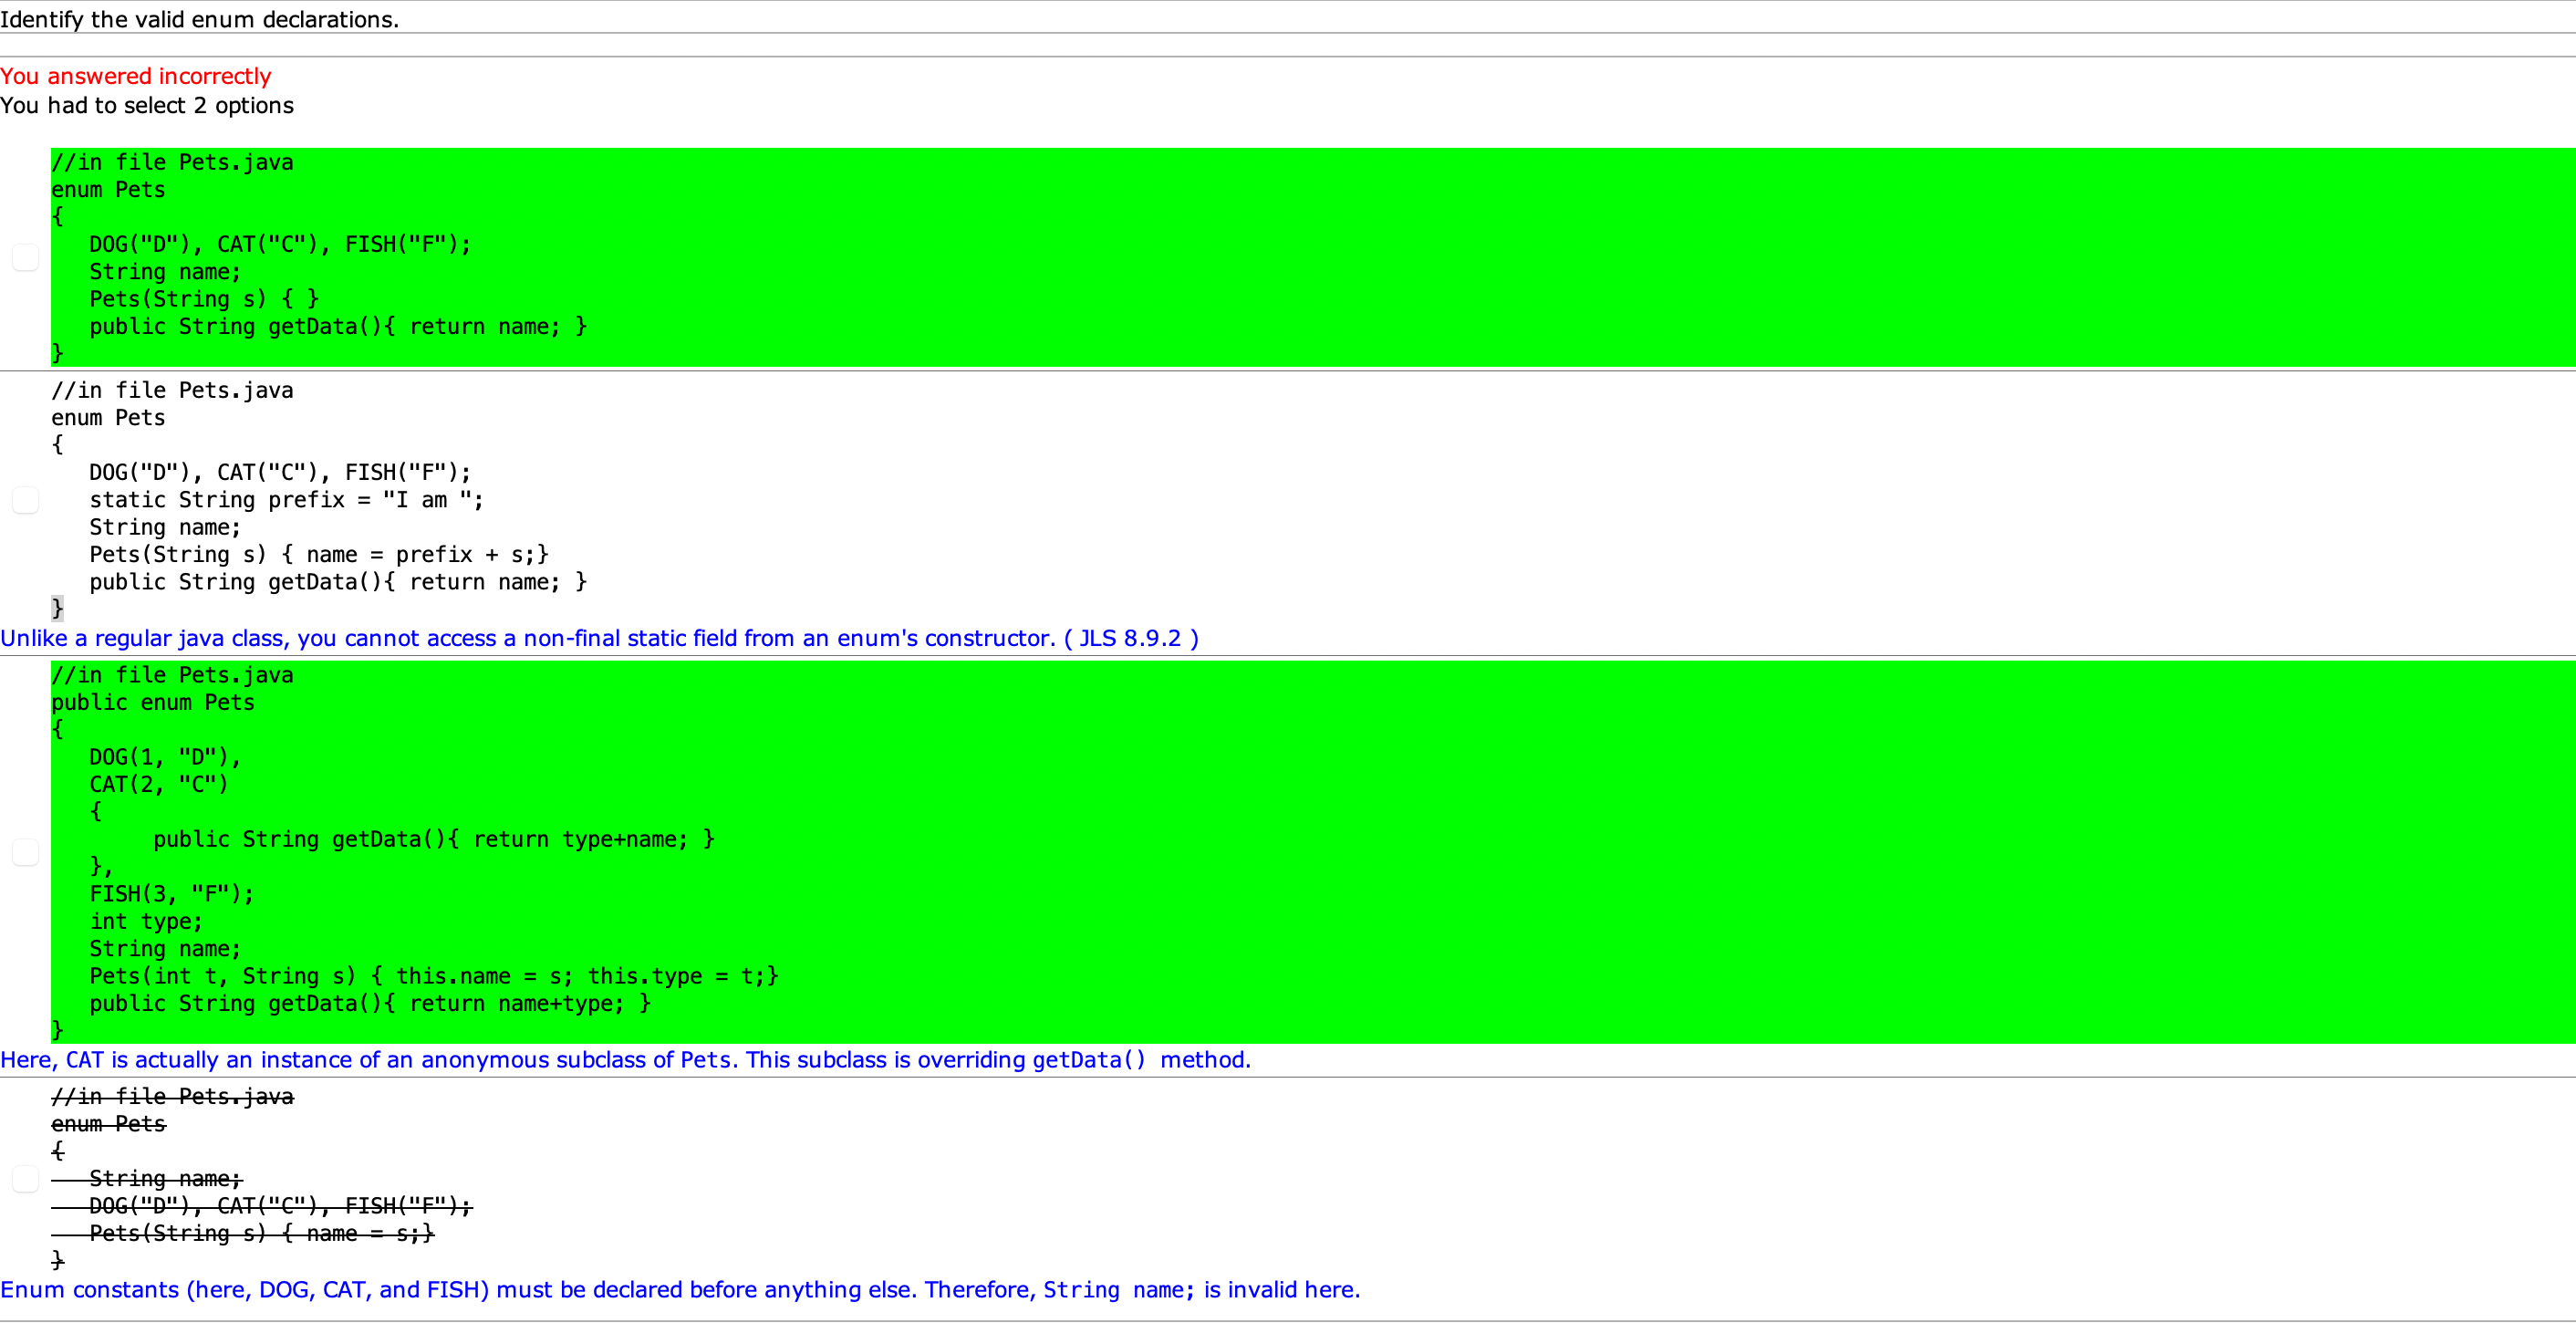 Identify the valid enum declarations.
You answered incorrectly
You had to select 2 options
//in file Pets.java
enum Pets
{
   DOG("D"), CAT("C"), FISH("F");
   String name;
   Pets(String s) { }
   public String getData(){ return name; }
}
//in file Pets.java
enum Pets
{
   DOG("D"), CAT("C"), FISH("F");
   static String prefix = "I am ";
   String name;
   Pets(String s) { name = prefix + s;}
   public String getData(){ return name; }
}
Unlike a regular java class, you cannot access a non-final static field from an enum's constructor. ( JLS 8.9.2 )
//in file Pets.java
public enum Pets
{
   DOG(1, "D"),
   CAT(2, "C")
   {
        public String getData(){ return type+name; }
   },
   FISH(3, "F");
   int type;
   String name;
   Pets(int t, String s) { this.name = s; this.type = t;}
   public String getData(){ return name+type; }
}
Here, CAT is actually an instance of an anonymous subclass of Pets. This subclass is overriding getData() method.
//in file Pets.java
enum Pets
{
   String name;
   DOG("D"), CAT("C"), FISH("F");
   Pets(String s) { name = s;}
}
Enum constants (here, DOG, CAT, and FISH) must be declared before anything else. Therefore, String name; is invalid here.